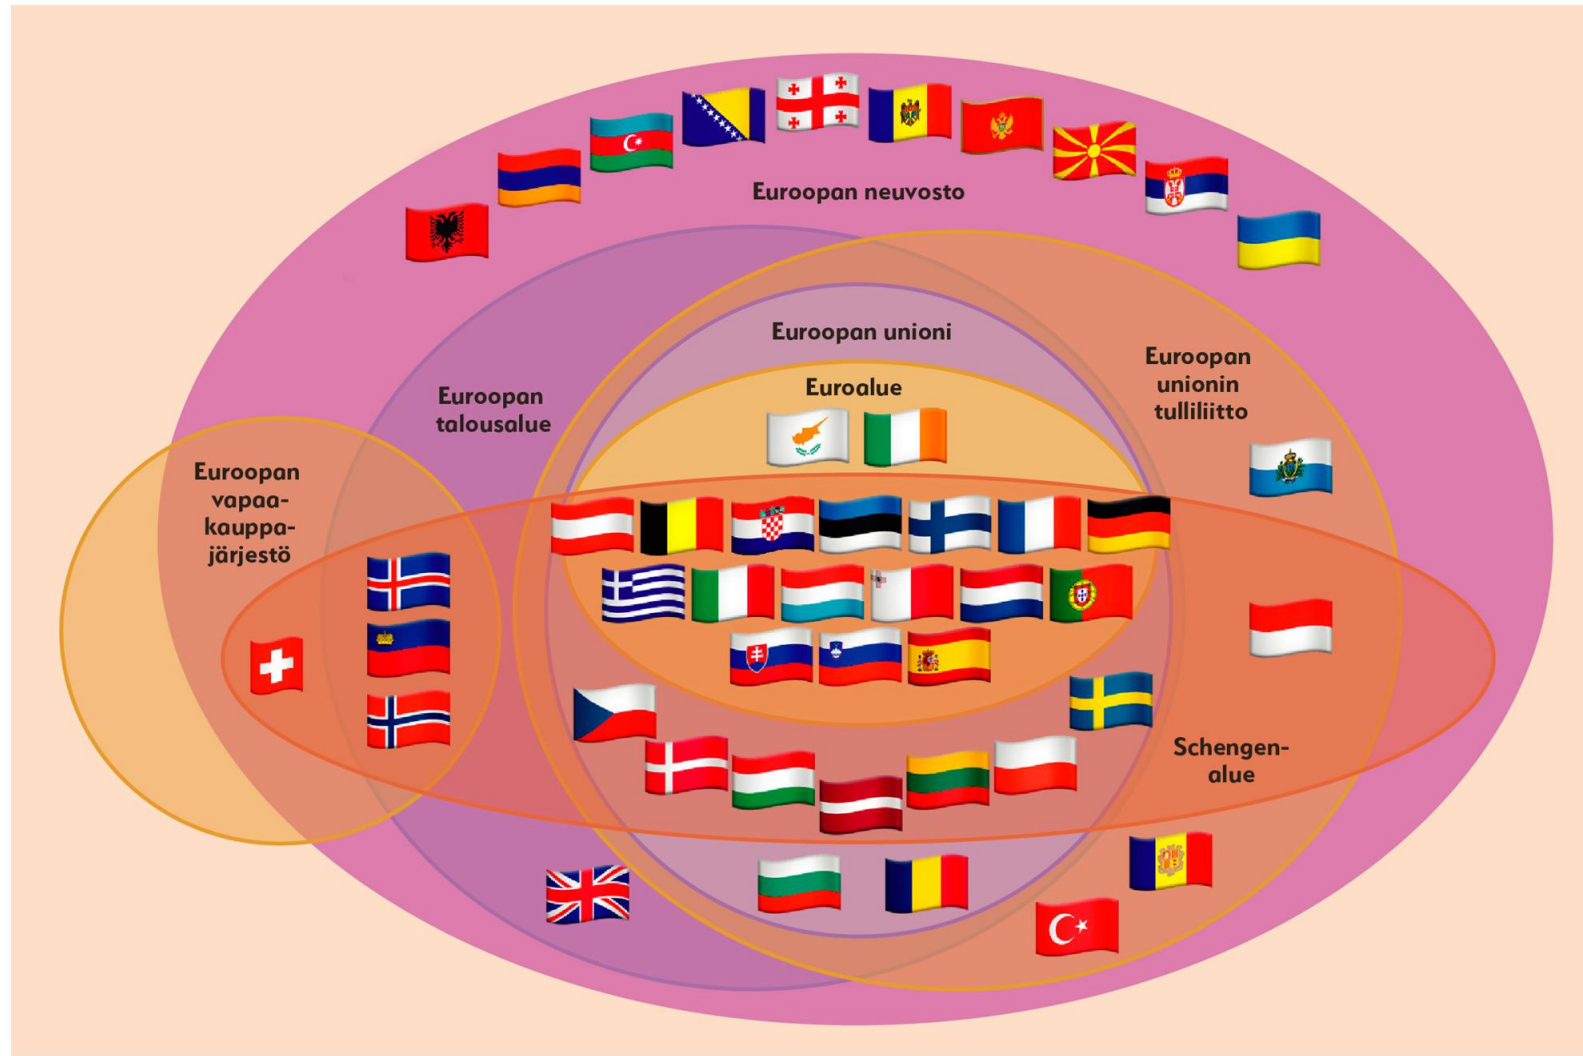 Euroopan neuvosto
Euroopan unioni
Euroalue
Euroopan
talousalue
Euroopan
unionin
tulliliitto
Euroopan
vapaa-
kauppa-
järjestö
Schengen-
alue